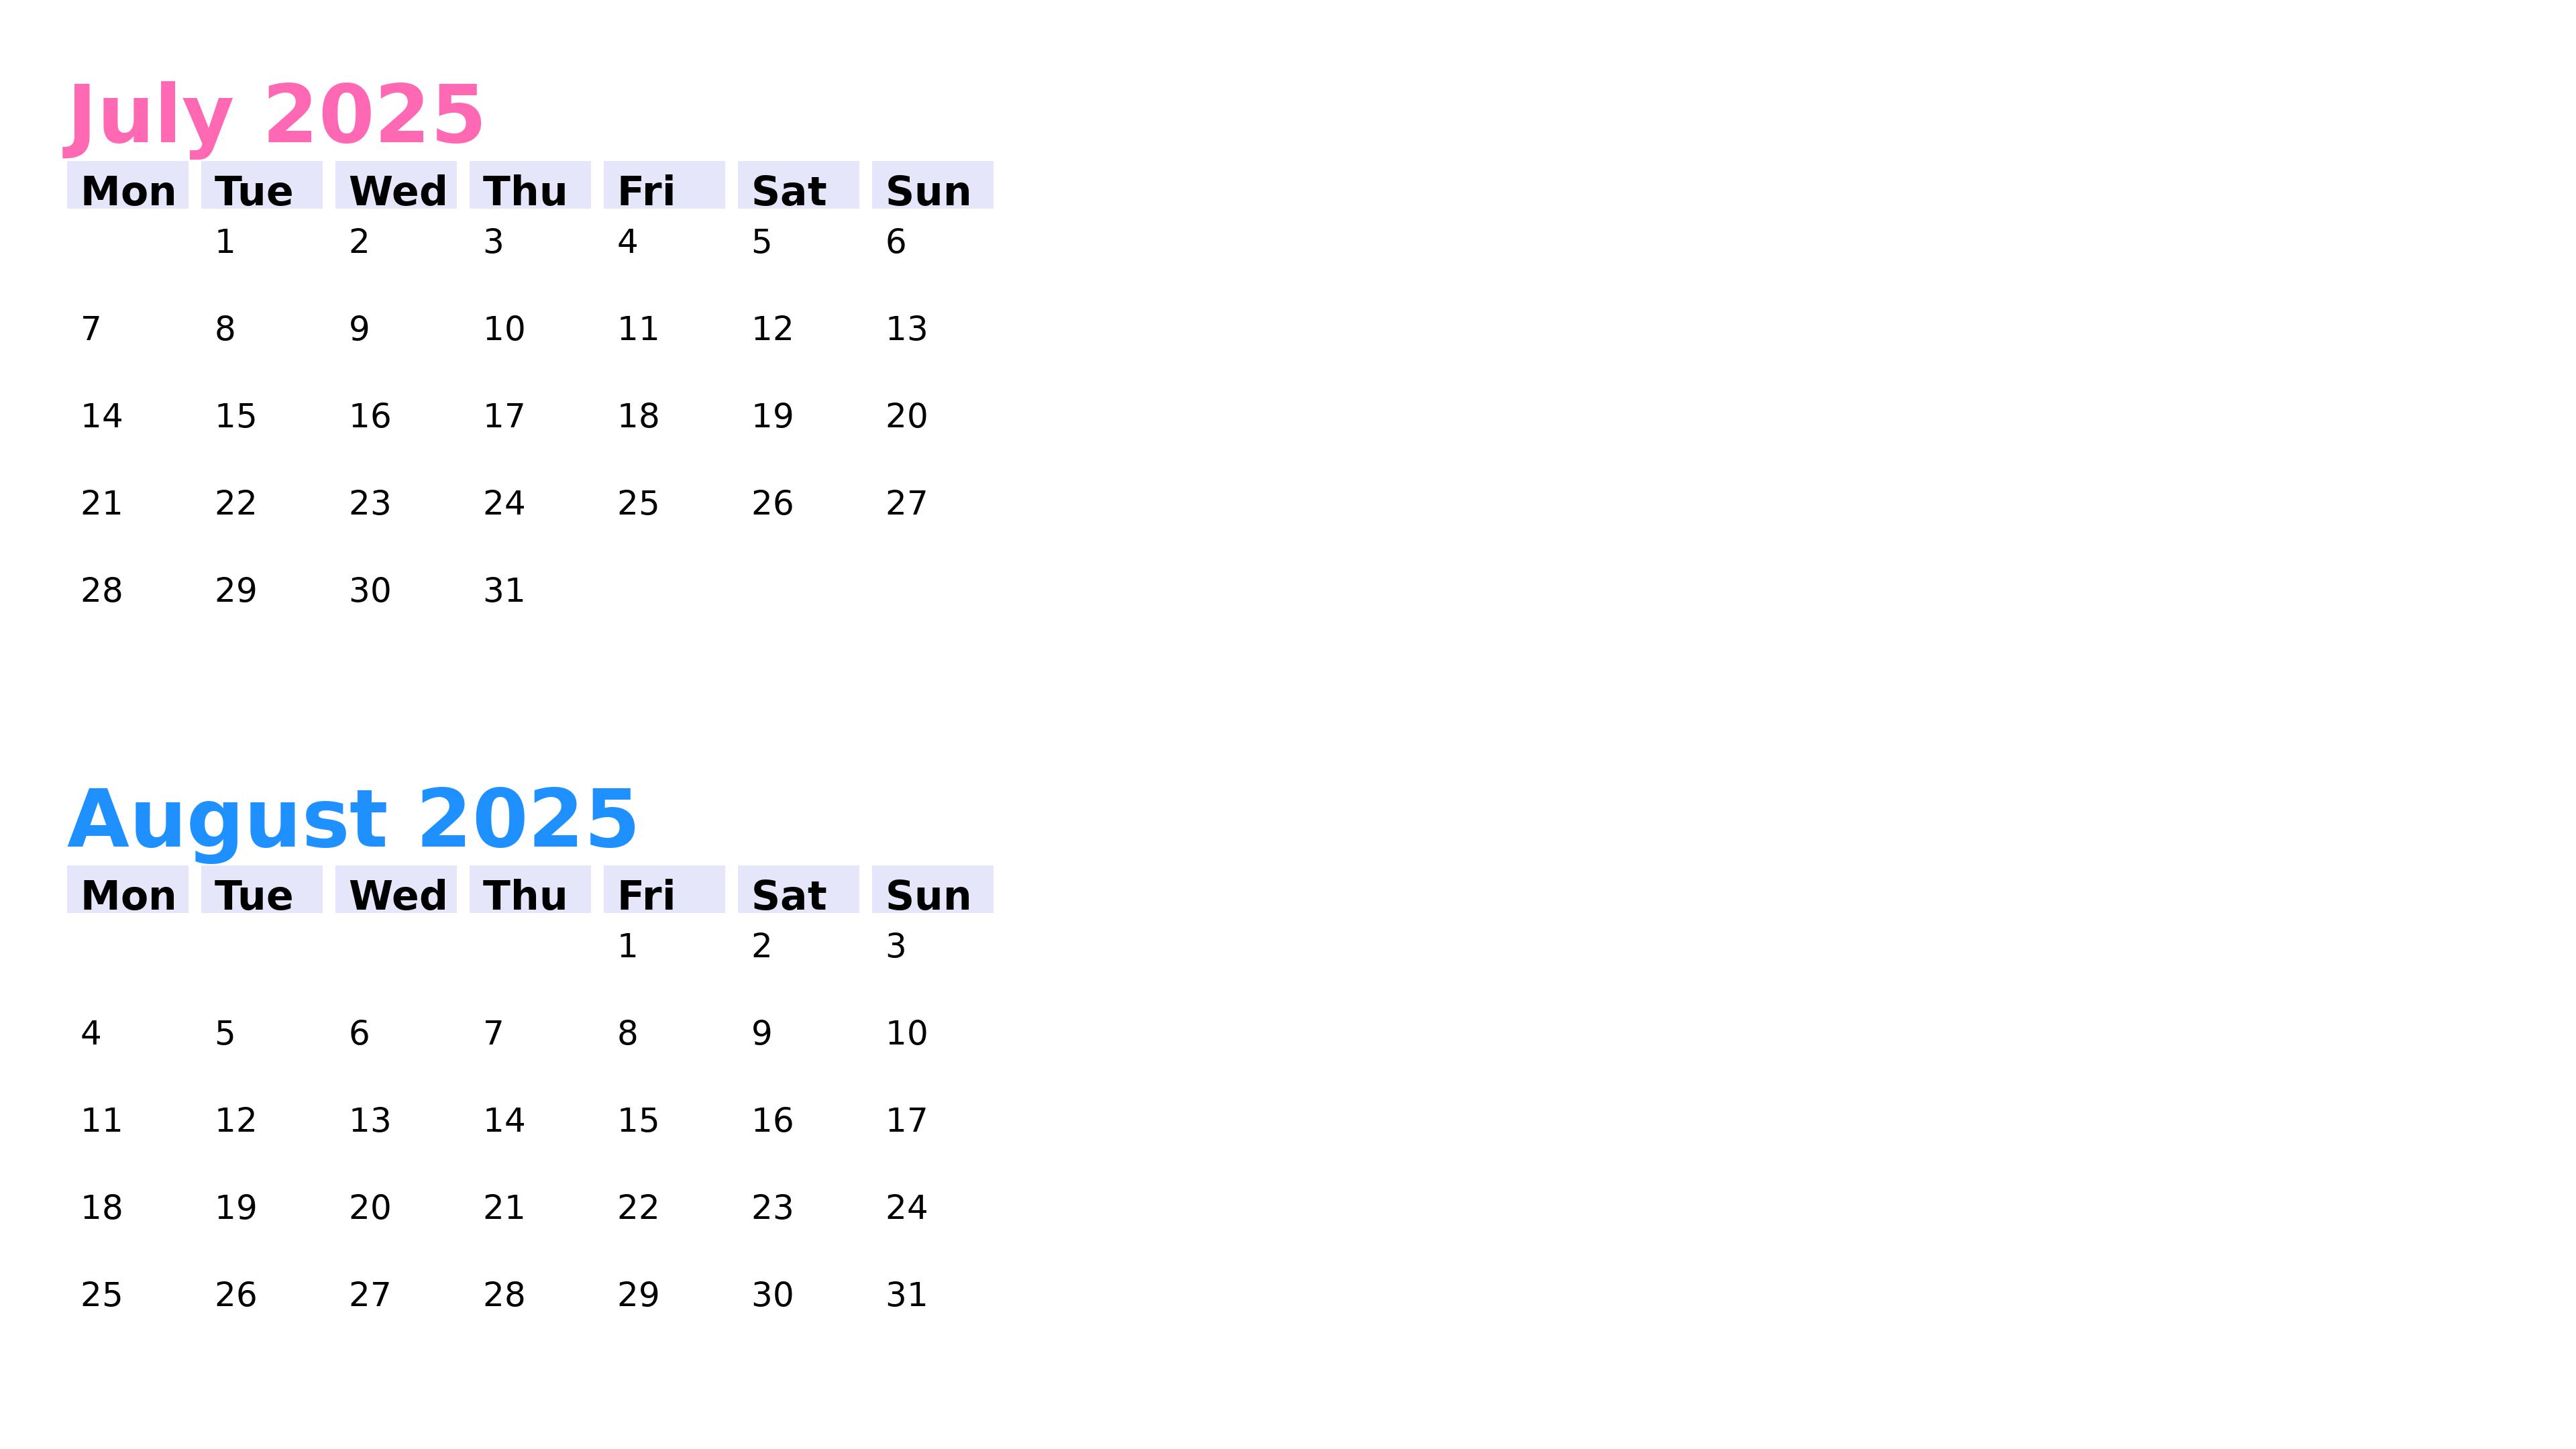 July 2025
Mon Tue Wed Thu Fri Sat Sun
1 2 3 4 5 6
7 8 9 10 11 12 13
14 15 16 17 18 19 20
21 22 23 24 25 26 27
28 29 30 31
August 2025
Mon Tue Wed Thu Fri Sat Sun
1 2 3
4 5 6 7 8 9 10
11 12 13 14 15 16 17
18 19 20 21 22 23 24
25 26 27 28 29 30 31